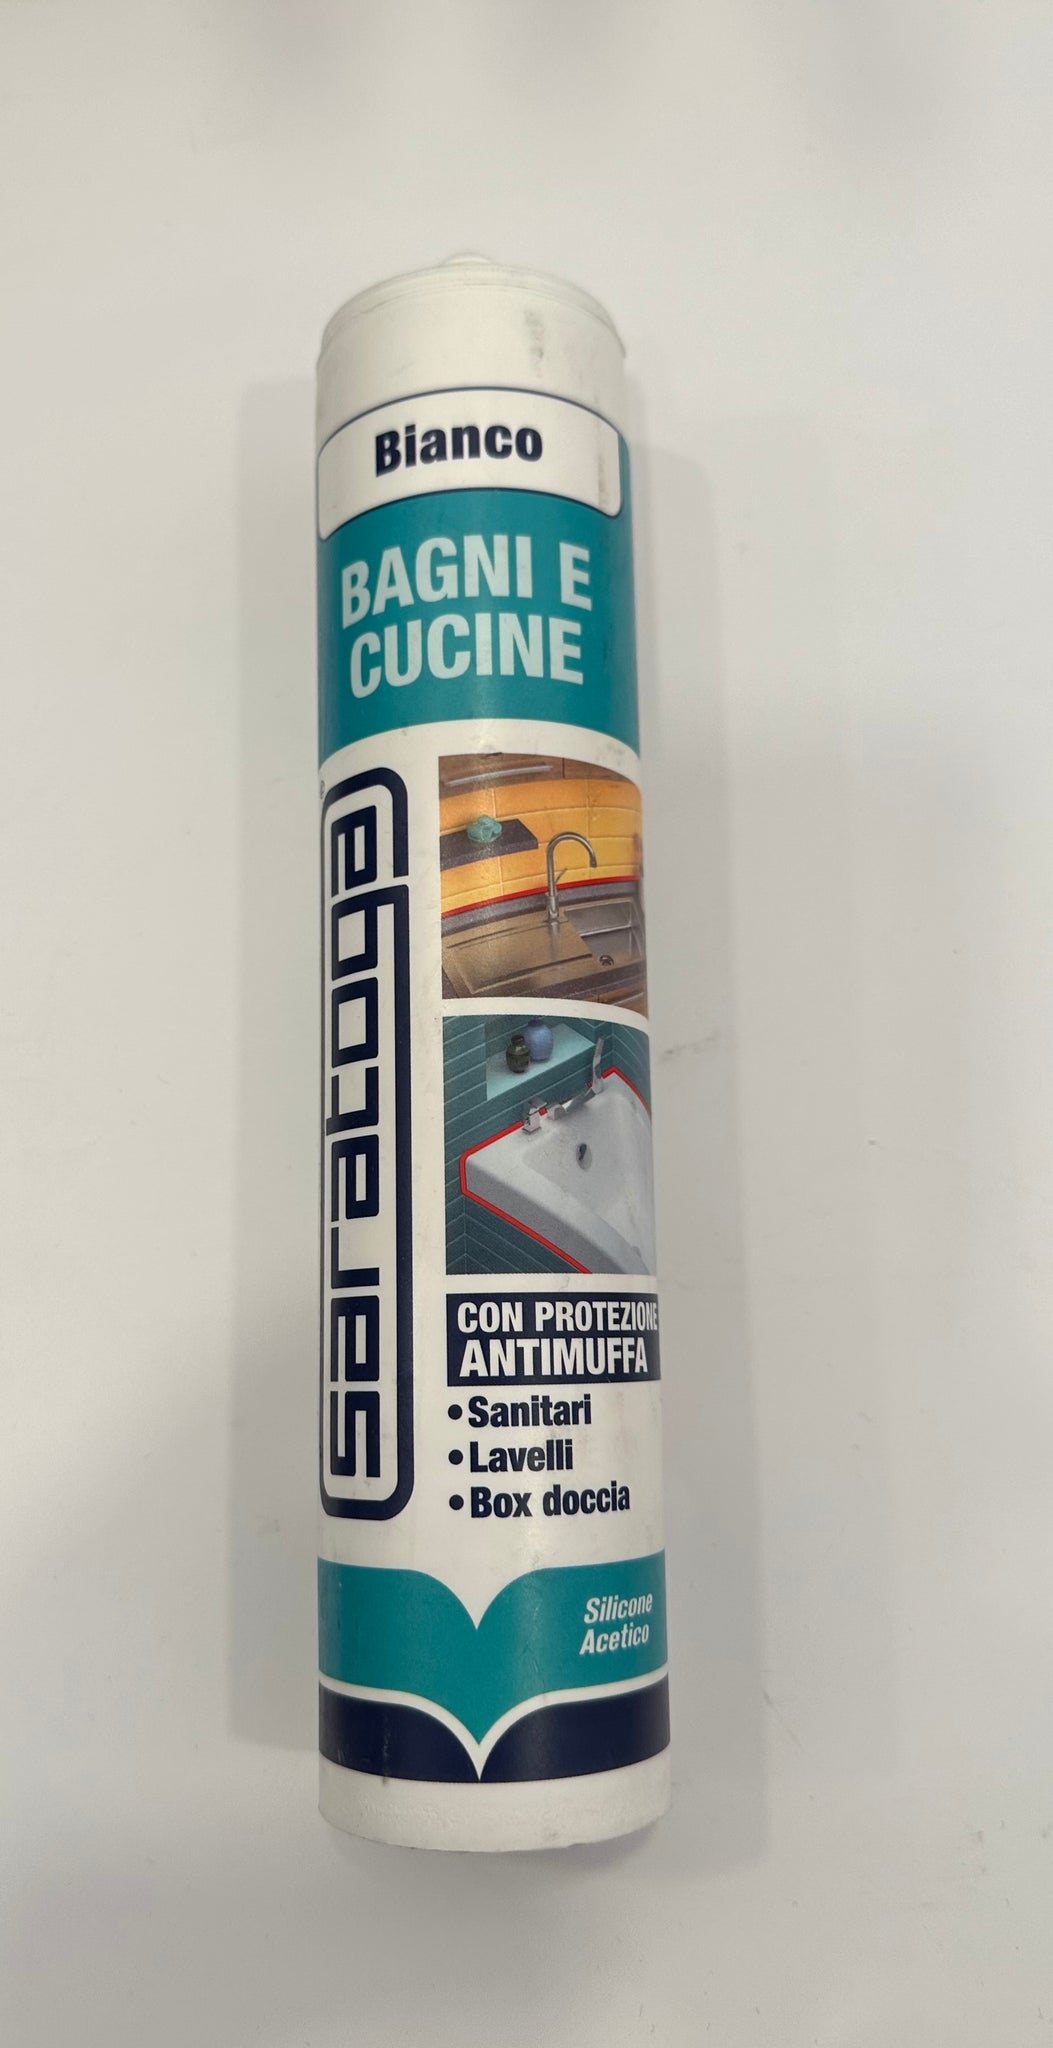 Bianco
BAGNI E
CUCINE
saratoga
CON PROTEZIONE
ANTIMUFFA
•Sanitari
•Lavelli
•Box doccia
Silicone
Acetico